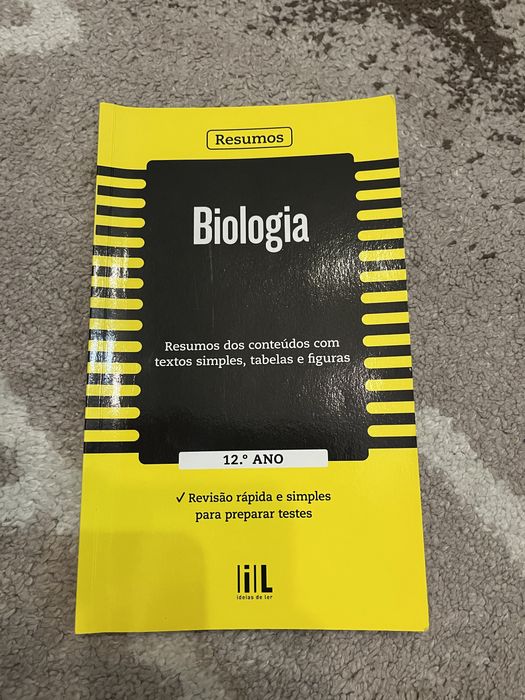 Resumos
Biologia
Resumos dos conteúdos com
textos simples, tabelas e figuras
12.º ANO
✓ Revisão rápida e simples
para preparar testes
iL
ideias de ler